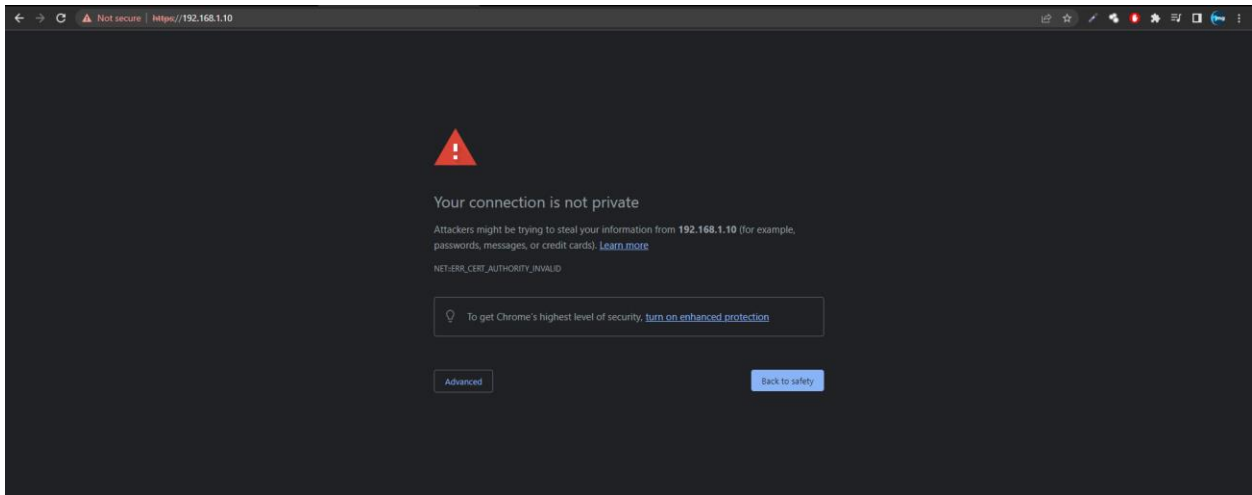 Not secure | https://192.168.1.10
Your connection is not private
Attackers might be trying to steal your information from 192.168.1.10 (for example,
passwords, messages, or credit cards). Learn more
NET::ERR_CERT_AUTHORITY_INVALID
To get Chrome's highest level of security, turn on enhanced protection
Advanced
Back to safety